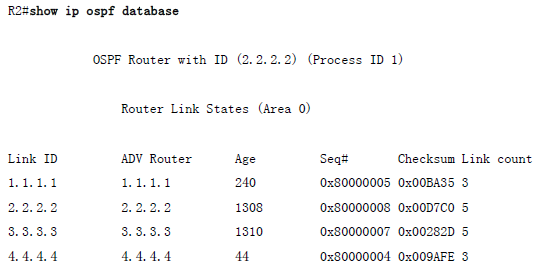 R2#show ip ospf database
OSPF Router with ID (2.2.2.2) (Process ID 1)
Router Link States (Area 0)
Link ID ADV Router Age Seq# Checksum Link count
1.1.1.1 1.1.1.1 240 0x80000005 0x00BA35 3
2.2.2.2 2.2.2.2 1308 0x80000008 0x00D7C0 5
3.3.3.3 3.3.3.3 1310 0x80000007 0x00282D 5
4.4.4.4 4.4.4.4 44 0x80000004 0x009AFE 3